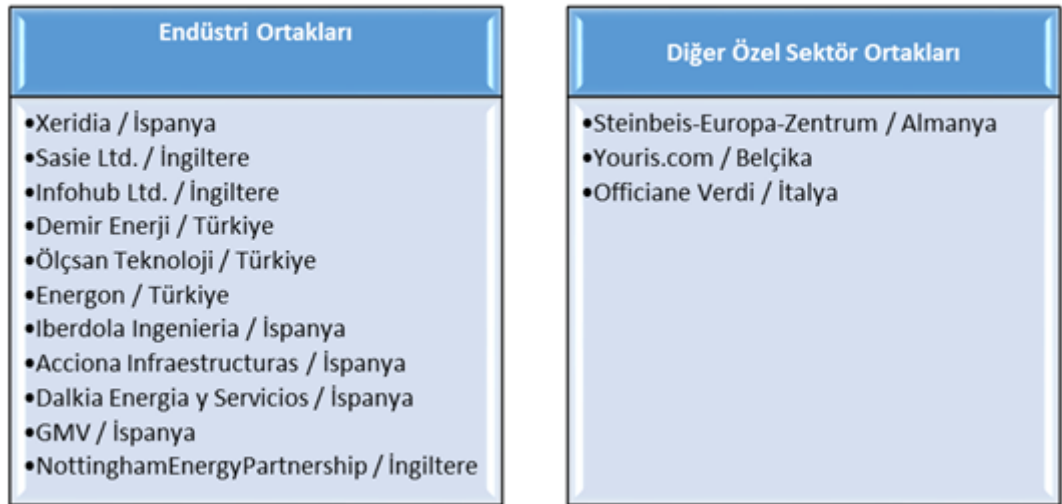 Endüstri Ortakları
•Xeridia / İspanya
•Sasie Ltd. / İngiltere
•Infohub Ltd. / İngiltere
•Demir Enerji / Türkiye
•Ölçsan Teknoloji / Türkiye
•Energon / Türkiye
•Iberdola Ingenieria / İspanya
•Acciona Infraestructuras / İspanya
•Dalkia Energia y Servicios / İspanya
•GMV / İspanya
•NottinghamEnergyPartnership / İngiltere
Diğer Özel Sektör Ortakları
•Steinbeis-Europa-Zentrum / Almanya
•Youris.com / Belçika
•Officiane Verdi / İtalya